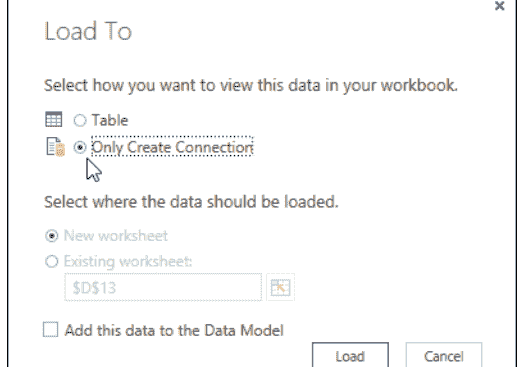 Load To
Select how you want to view this data in your workbook.
Table
Only Create Connection
Select where the data should be loaded.
New worksheet
Existing worksheet:
$D$13
Add this data to the Data Model
Load Cancel